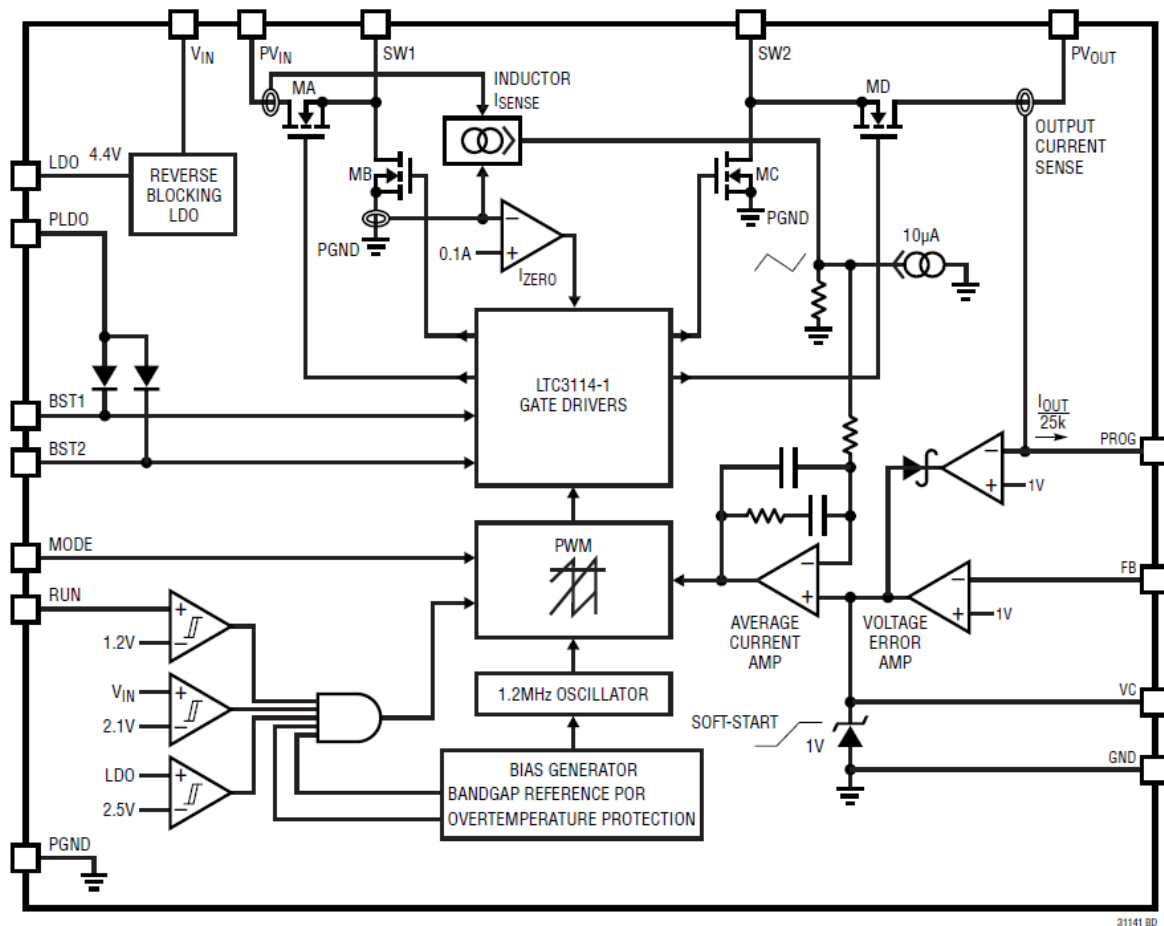 VIN
PVIN
SW1
SW2
PVOUT
MA
INDUCTOR
ISENSE
MD
OUTPUT
CURRENT
SENSE
LDO
4.4V
REVERSE
BLOCKING
LDO
MB
MC
PLDO
PGND
PGND
0.1A
−
+
IZERO
10µA
LTC3114-1
GATE DRIVERS
BST1
BST2
IOUT
25k
PROG
−
+
1V
MODE
PWM
FB
−
+
1V
−
+
AVERAGE
CURRENT
AMP
VOLTAGE
ERROR
AMP
RUN
+
−
1.2V
VIN
+
−
2.1V
LDO
+
−
2.5V
1.2MHz OSCILLATOR
VC
SOFT-START
1V
GND
BIAS GENERATOR
BANDGAP REFERENCE POR
OVERTEMPERATURE PROTECTION
PGND
31141 BD